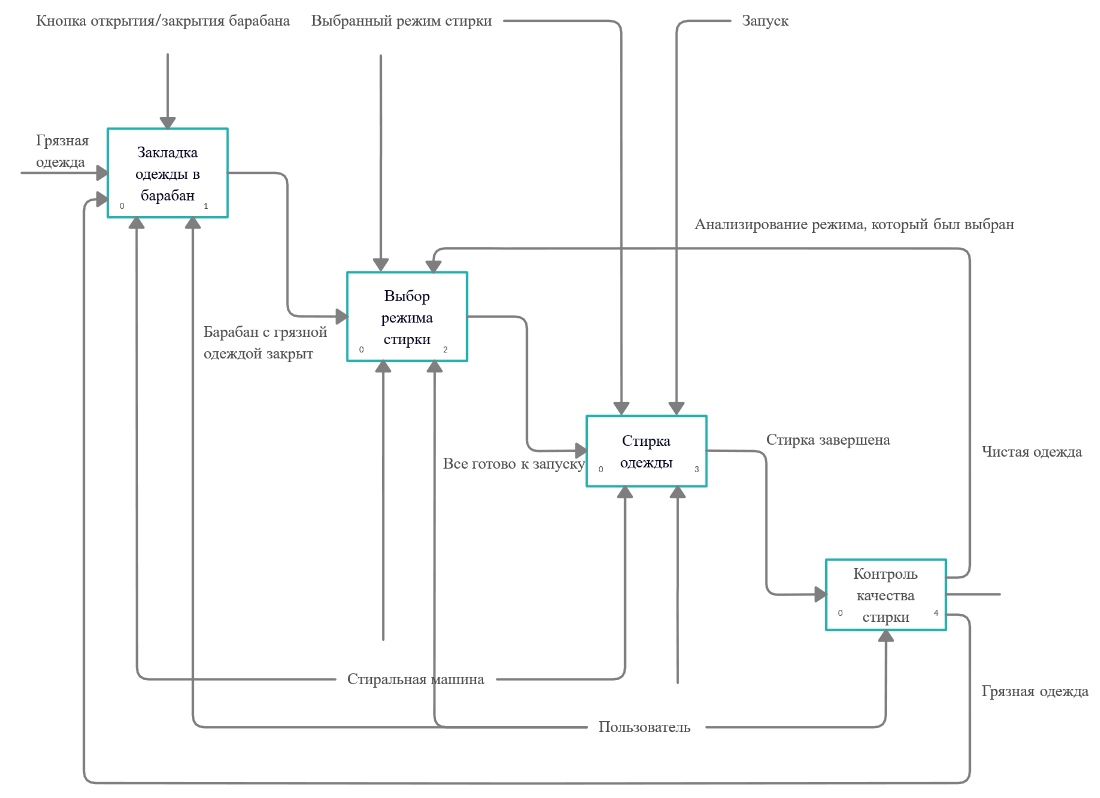 Кнопка открытия/закрытия барабана
Выбранный режим стирки
Запуск
Грязная
одежда
Закладка
одежды в
барабан
0
1
Анализирование режима, который был выбран
Выбор
режима
стирки
0
2
Барабан с грязной
одеждой закрыт
Стирка
одежды
0
3
Все готово к запуску
Стирка завершена
Чистая одежда
Контроль
качества
стирки
0
4
Стиральная машина
Грязная одежда
Пользователь